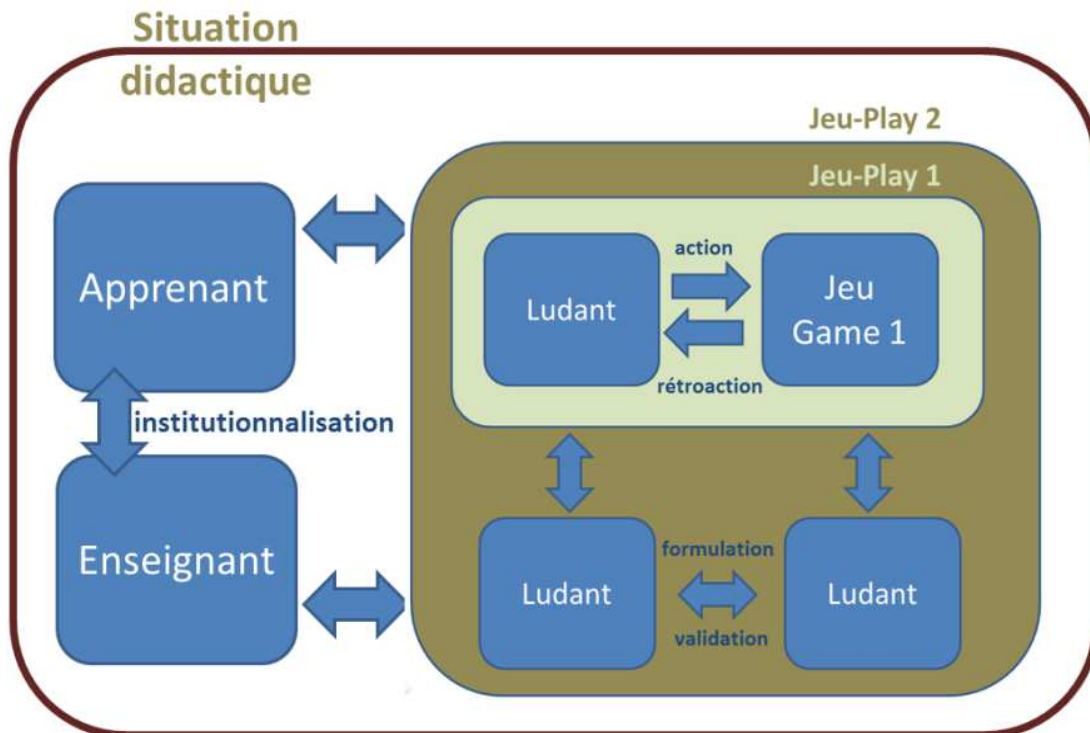 Situation
didactique
Jeu-Play 2
Jeu-Play 1
Apprenant
Ludant
action
rétroaction
Jeu
Game 1
institutionnalisation
Enseignant
Ludant
formulation
validation
Ludant